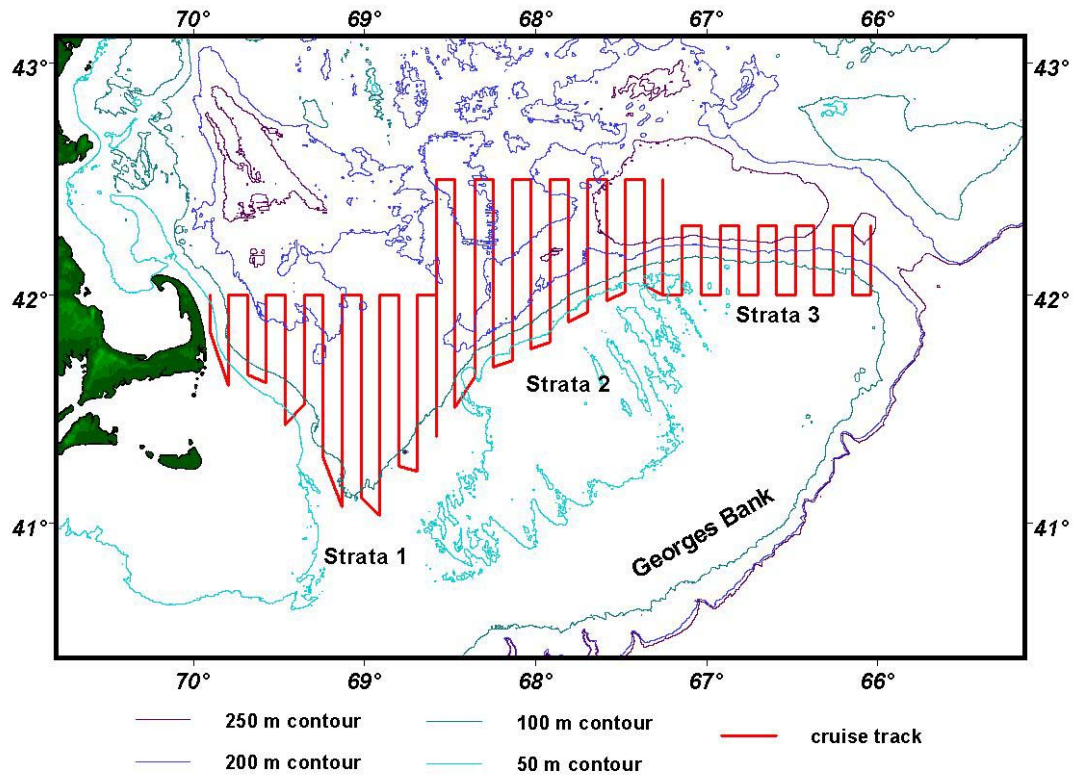 70° 69° 68° 67° 66°
43° 43°
42° 42°
Strata 3
Strata 2
41° 41°
Georges Bank
Strata 1
70° 69° 68° 67° 66°
250 m contour 100 m contour cruise track
200 m contour 50 m contour